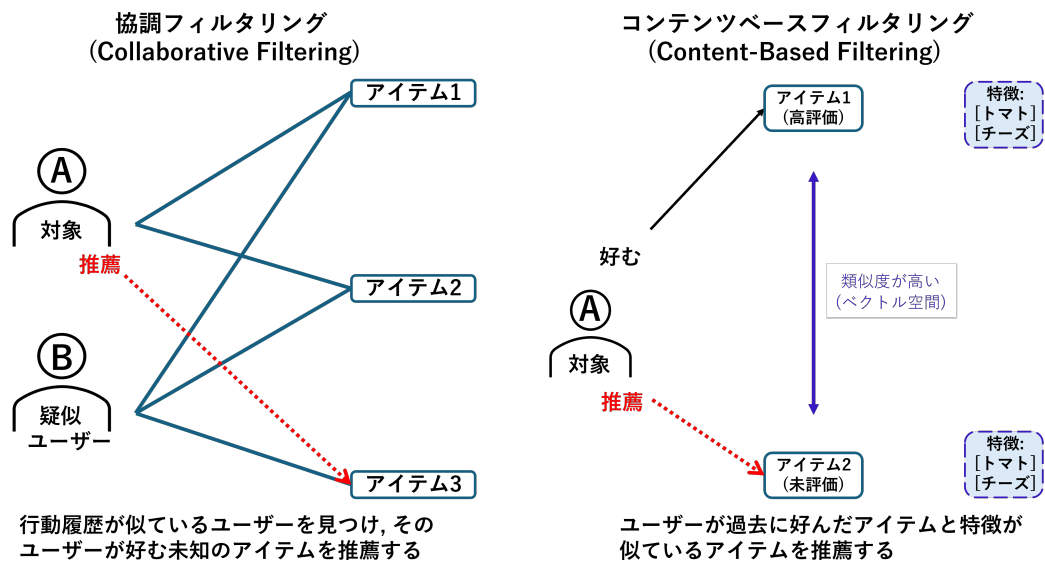 協調フィルタリング
(Collaborative Filtering)
アイテム1
A
対象
推薦
アイテム2
B
疑似
ユーザー
アイテム3
行動履歴が似ているユーザーを見つけ, その
ユーザーが好む未知のアイテムを推薦する
コンテンツベースフィルタリング
(Content-Based Filtering)
アイテム1
(高評価)
特徴:
[トマト]
[チーズ]
好む
類似度が高い
(ベクトル空間)
A
対象
推薦
アイテム2
(未評価)
特徴:
[トマト]
[チーズ]
ユーザーが過去に好んだアイテムと特徴が
似ているアイテムを推薦する